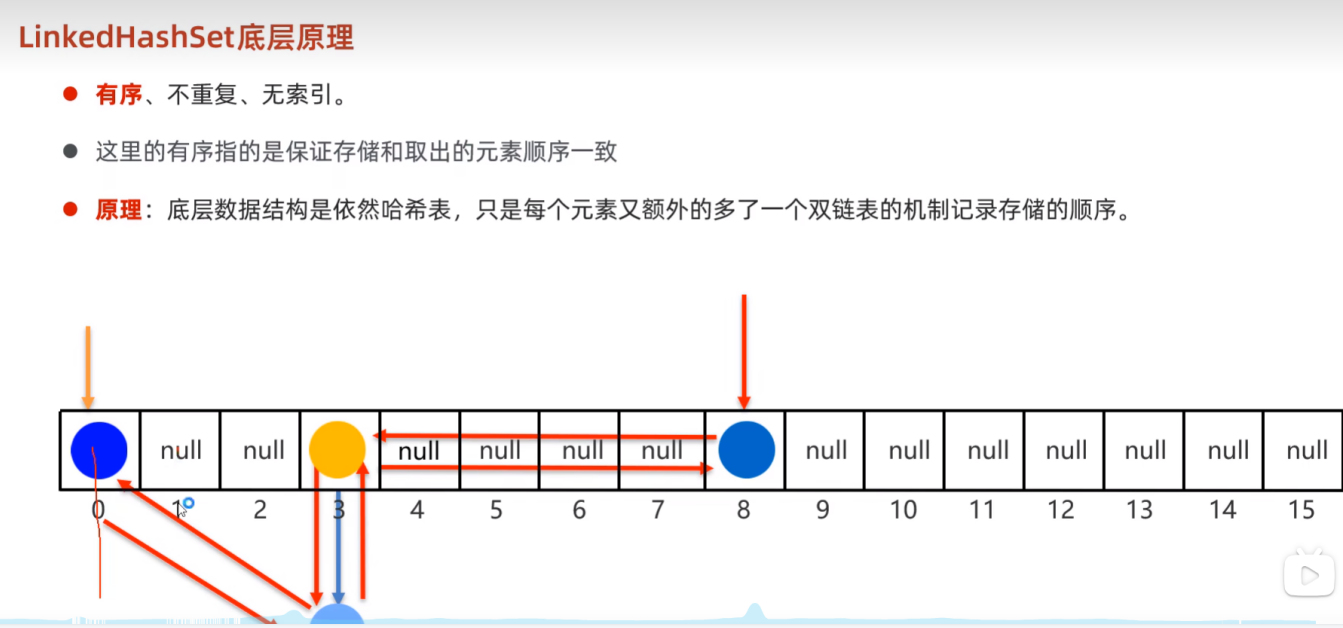 LinkedHashSet底层原理
有序、不重复、无索引。
这里的有序指的是保证存储和取出的元素顺序一致
原理：底层数据结构是依然哈希表，只是每个元素又额外的多了一个双链表的机制记录存储的顺序。
null null null null null null null null null null null null null
0 1 2 3 4 5 6 7 8 9 10 11 12 13 14 15